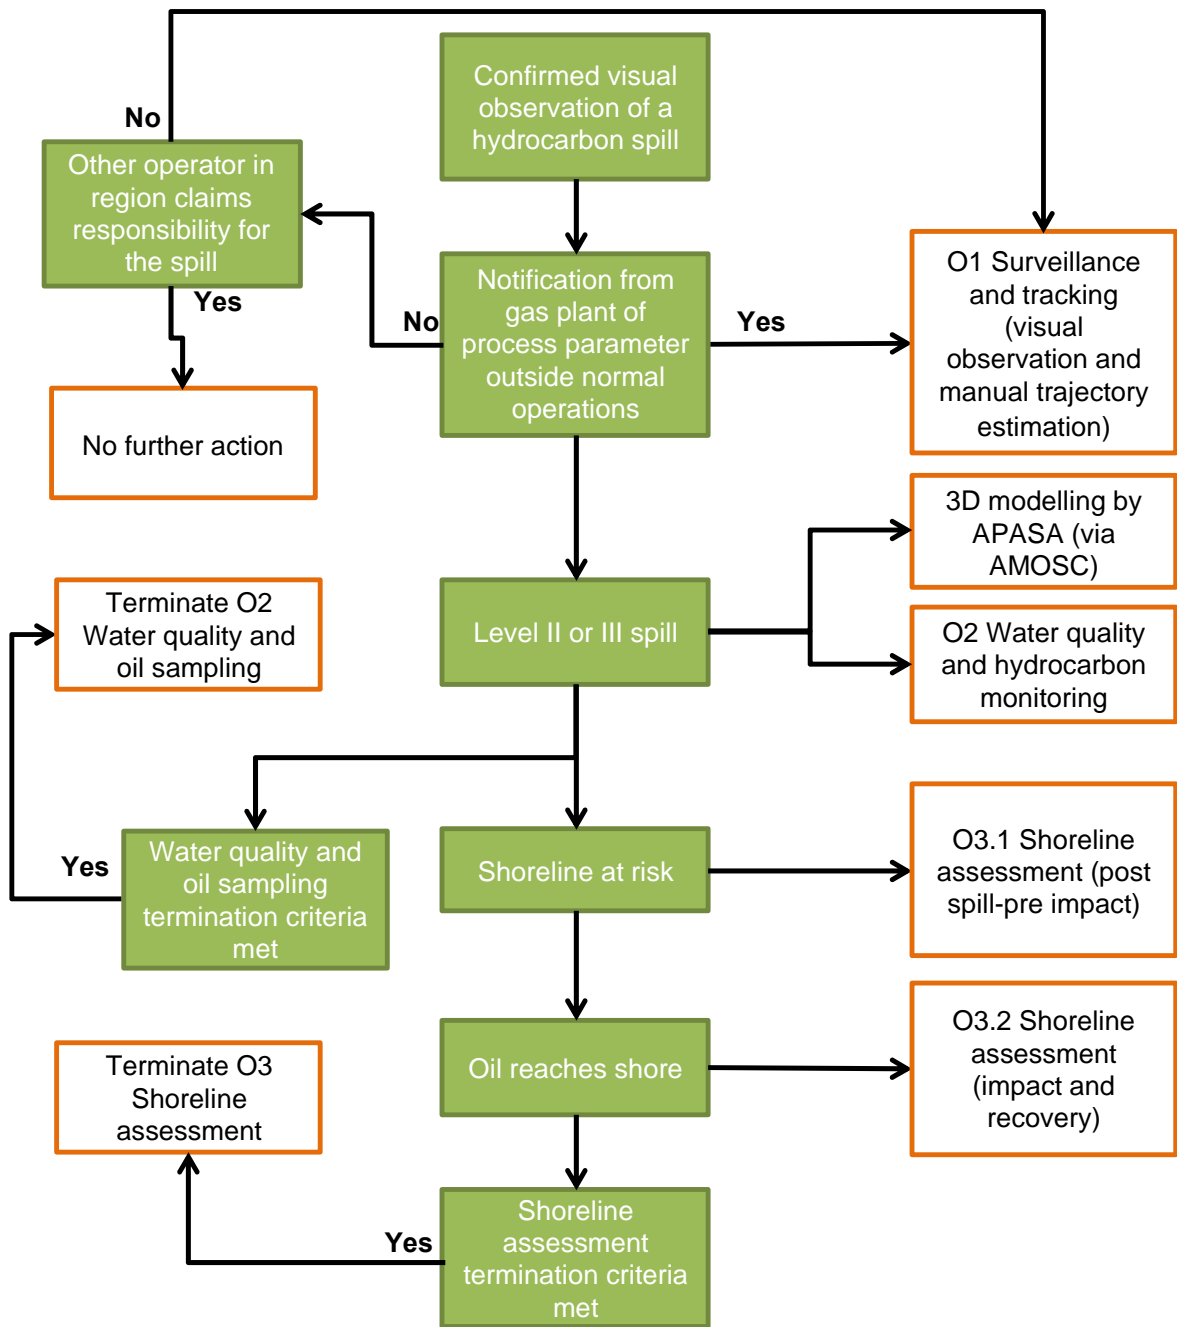 Confirmed visual
observation of a
hydrocarbon spill
No
Other operator in
region claims
responsibility for
the spill
Yes
No
Notification from
gas plant of
process parameter
outside normal
operations
Yes
O1 Surveillance
and tracking
(visual
observation and
manual trajectory
estimation)
No further action
3D modelling by
APASA (via
AMOSC)
Terminate O2
Water quality and
oil sampling
Level II or III spill
O2 Water quality
and hydrocarbon
monitoring
Yes
Water quality and
oil sampling
termination criteria
met
Shoreline at risk
O3.1 Shoreline
assessment (post
spill-pre impact)
Terminate O3
Shoreline
assessment
Oil reaches shore
O3.2 Shoreline
assessment
(impact and
recovery)
Yes
Shoreline
assessment
termination criteria
met